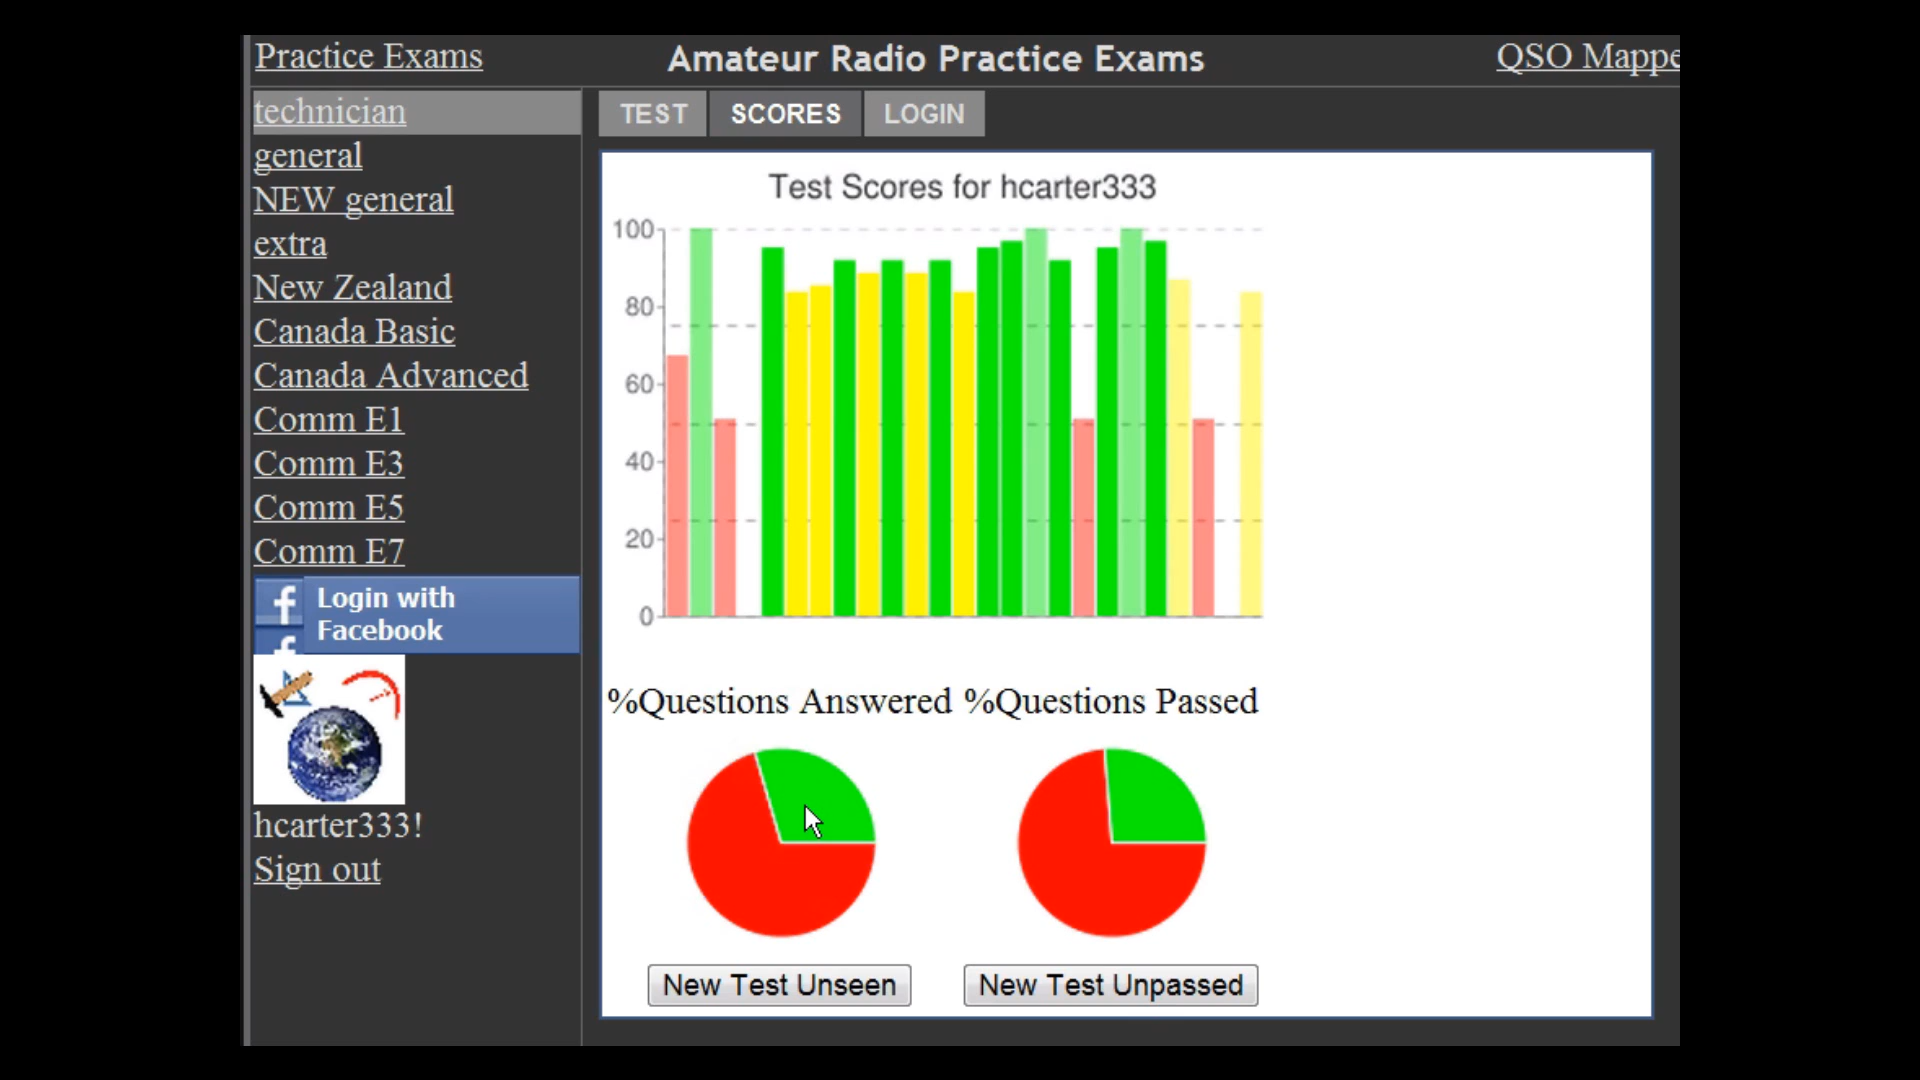 Practice Exams
Amateur Radio Practice Exams
QSO Mappe
technician
general
NEW general
extra
New Zealand
Canada Basic
Canada Advanced
Comm E1
Comm E3
Comm E5
Comm E7
f Login with
Facebook
hcarter333!
Sign out
TEST SCORES LOGIN
Test Scores for hcarter333
100
80
60
40
20
0
%Questions Answered %Questions Passed
New Test Unseen New Test Unpassed